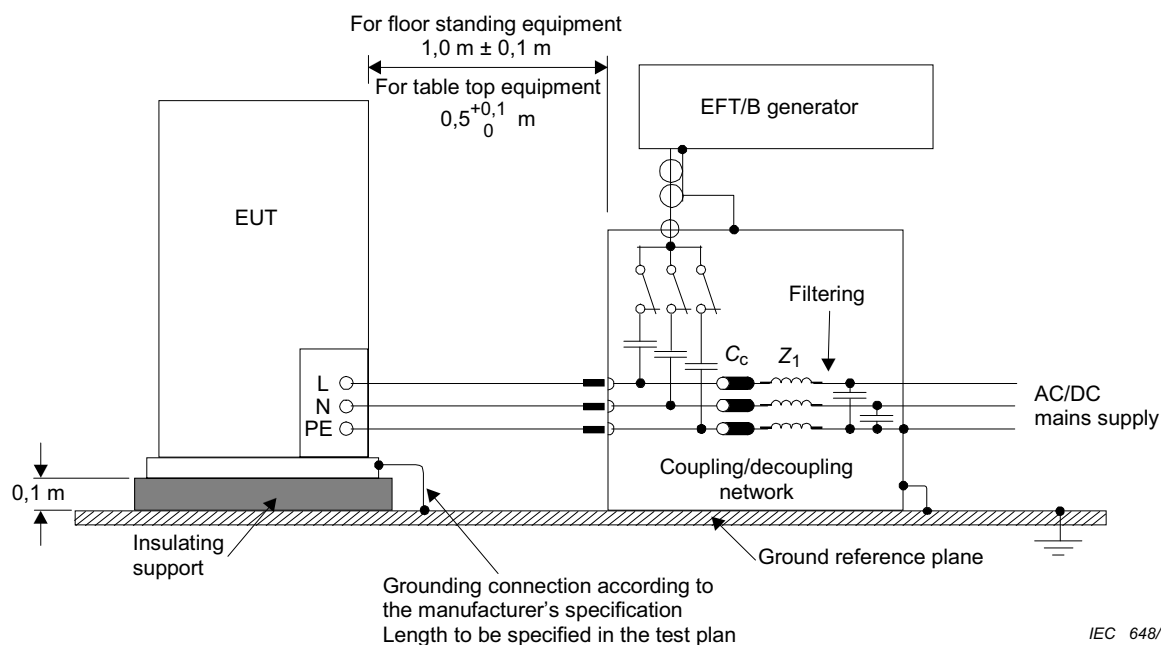 For floor standing equipment
1,0 m ± 0,1 m
For table top equipment
0,5 +0,1 0 m
EFT/B generator
EUT
Filtering
Cc
Z1
L
N
PE
AC/DC
mains supply
Coupling/decoupling
network
0,1 m
Insulating
support
Ground reference plane
Grounding connection according to
the manufacturer's specification
Length to be specified in the test plan
IEC 648/